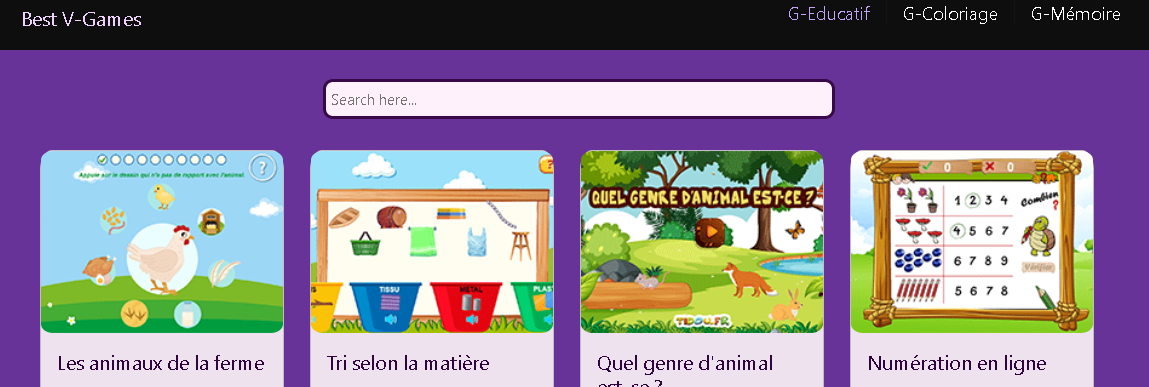 Best V-Games
G-Educatif
G-Coloriage
G-Mémoire
Search here...
Appuie sur le dessin qui n'a pas de rapport avec l'animal.
?
?
TISSU
METAL
PLAST
QUEL GENRE D'ANIMAL EST-CE ?
TIDOU.FR
0 0
1 2 3 4
4 5 6 7
6 7 8 9
5 6 7 8
Combien
?
Vérifier
Les animaux de la ferme
Tri selon la matière
Quel genre d'animal
est-ce ?
Numération en ligne